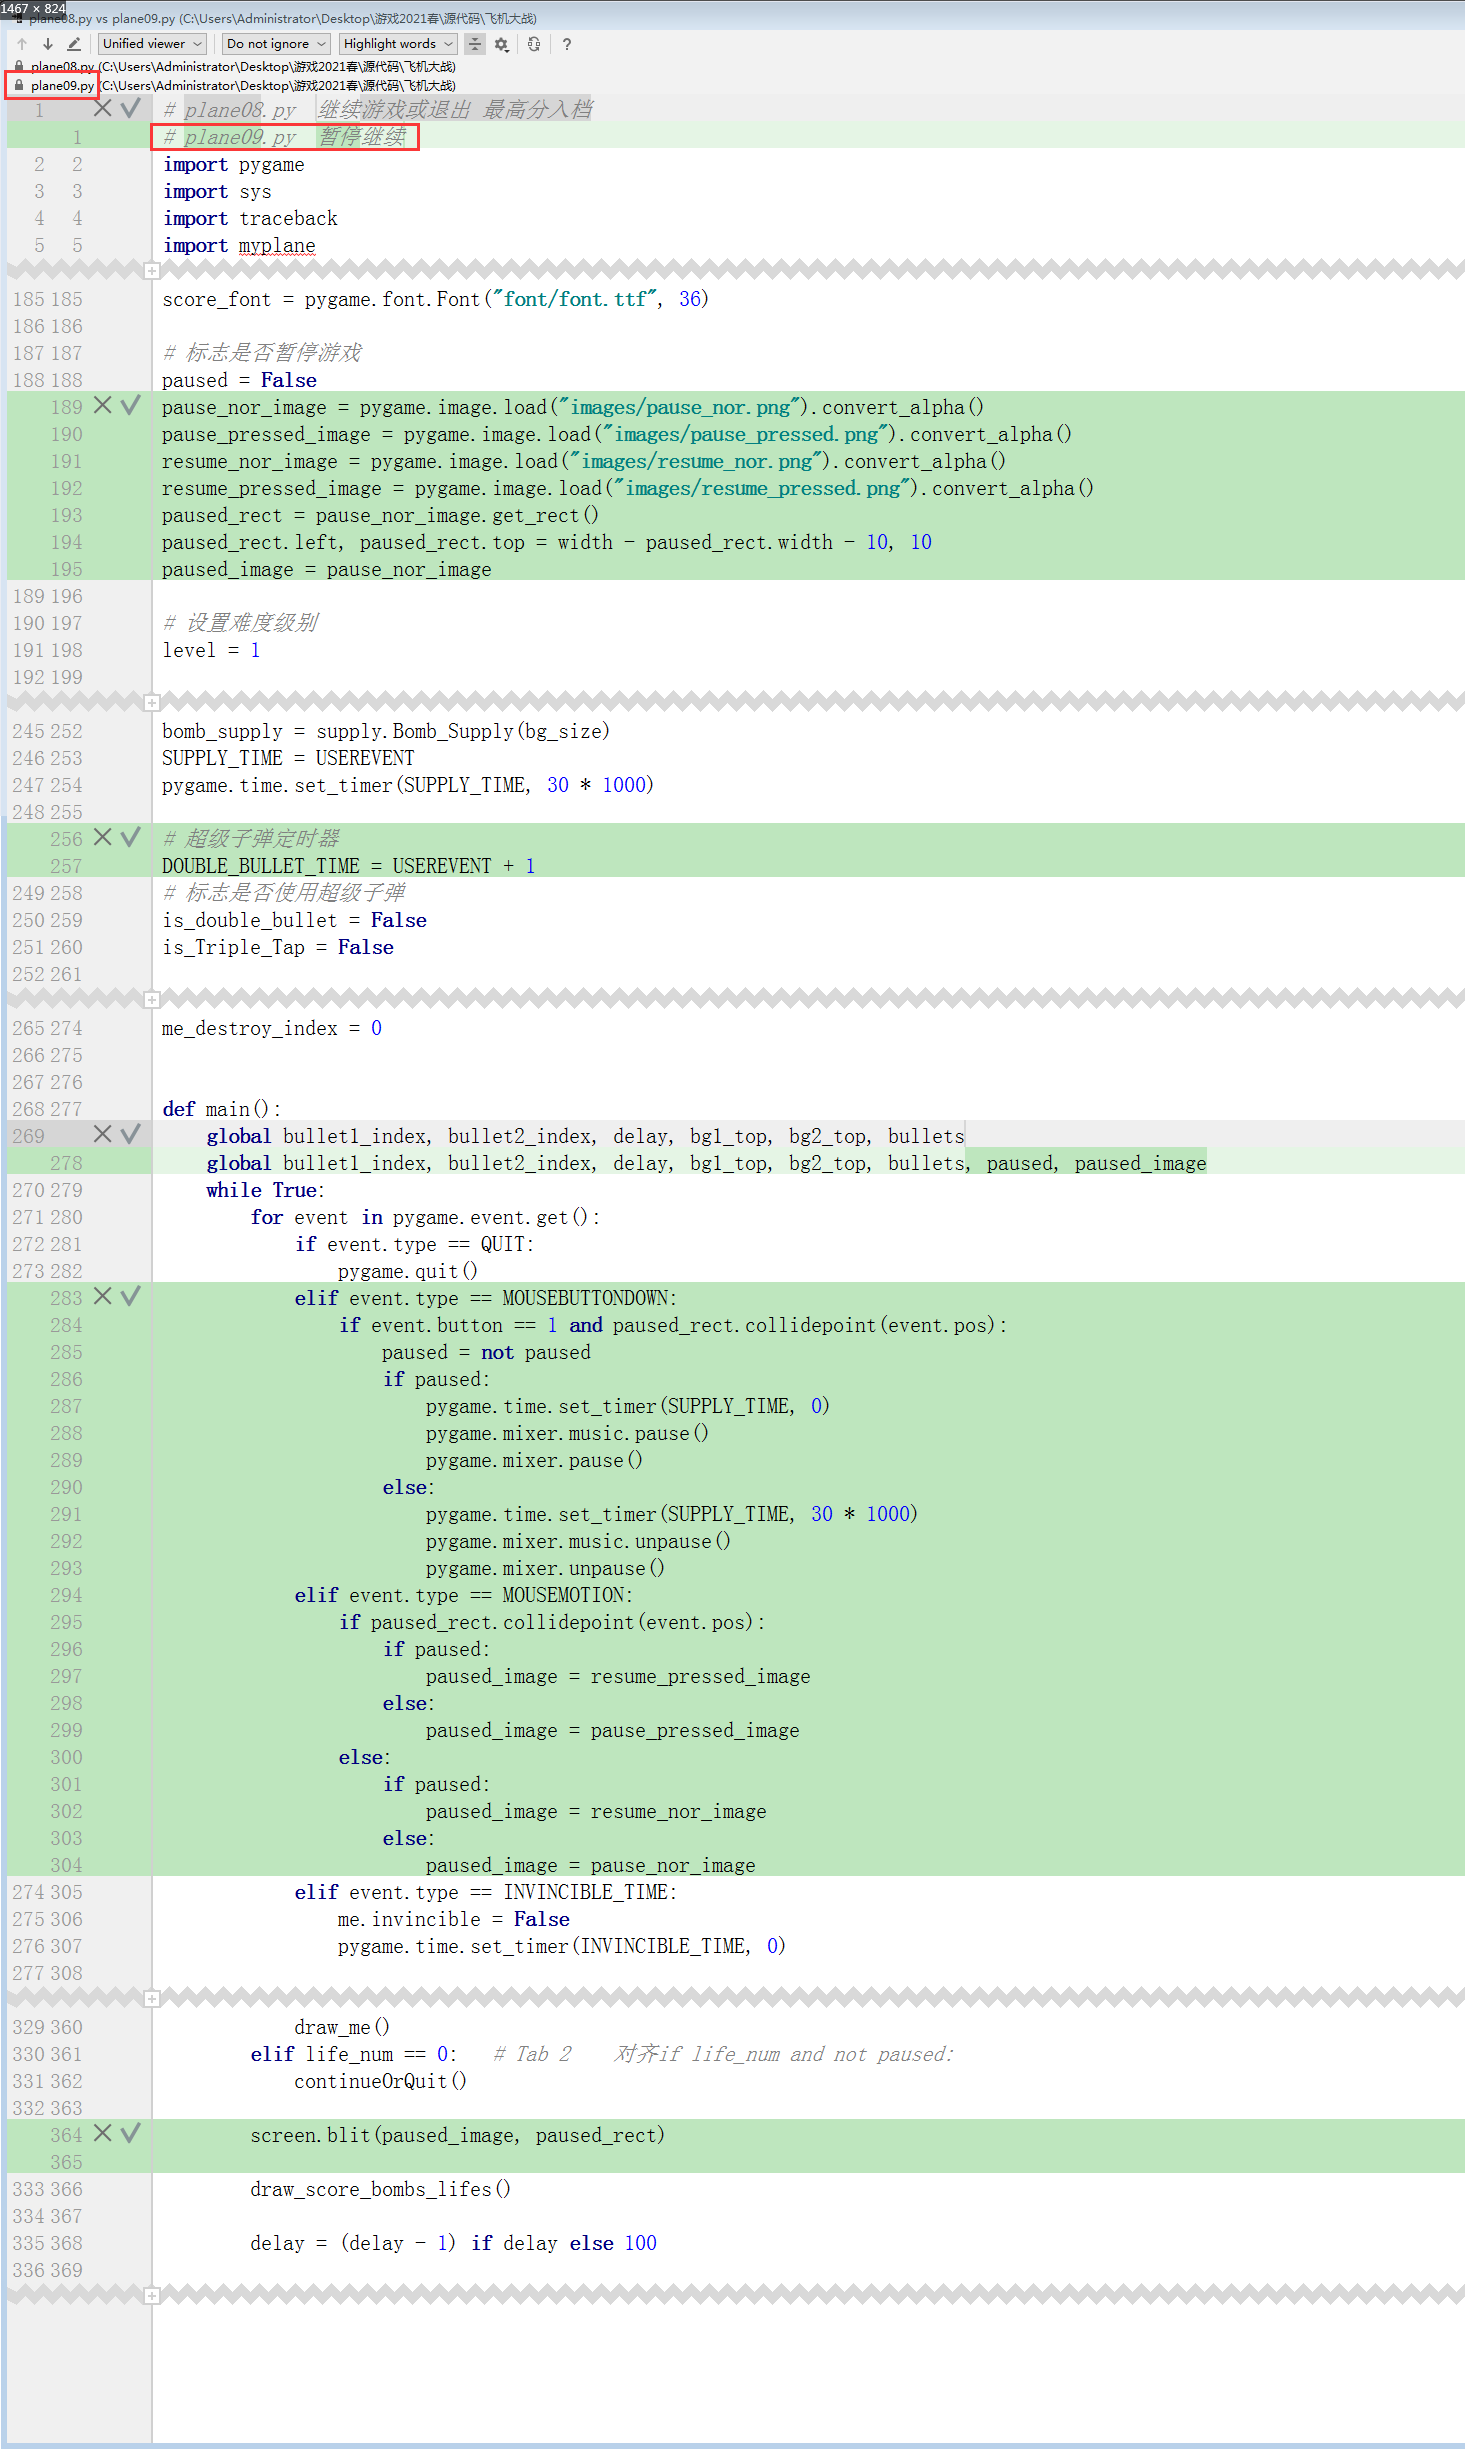 1467 × 824
plane08.py vs plane09.py (C:\Users\Administrator\Desktop\游戏2021春\源代码\飞机大战)
Unified viewer Do not ignore Highlight words ?
plane08.py (C:\Users\Administrator\Desktop\游戏2021春\源代码\飞机大战)
plane09.py (C:\Users\Administrator\Desktop\游戏2021春\源代码\飞机大战)
1 # plane08.py 继续游戏或退出 最高分入档
1 # plane09.py 暂停继续
2 2 import pygame
3 3 import sys
4 4 import traceback
5 5 import myplane
185 185 score_font = pygame.font.Font("font/font.ttf", 36)
186 186
187 187 # 标志是否暂停游戏
188 188 paused = False
189 pause_nor_image = pygame.image.load("images/pause_nor.png").convert_alpha()
190 pause_pressed_image = pygame.image.load("images/pause_pressed.png").convert_alpha()
191 resume_nor_image = pygame.image.load("images/resume_nor.png").convert_alpha()
192 resume_pressed_image = pygame.image.load("images/resume_pressed.png").convert_alpha()
193 paused_rect = pause_nor_image.get_rect()
194 paused_rect.left, paused_rect.top = width - paused_rect.width - 10, 10
195 paused_image = pause_nor_image
189 196
190 197 # 设置难度级别
191 198 level = 1
192 199
245 252 bomb_supply = supply.Bomb_Supply(bg_size)
246 253 SUPPLY_TIME = USEREVENT
247 254 pygame.time.set_timer(SUPPLY_TIME, 30 * 1000)
248 255
256 # 超级子弹定时器
257 DOUBLE_BULLET_TIME = USEREVENT + 1
249 258 # 标志是否使用超级子弹
250 259 is_double_bullet = False
251 260 is_Triple_Tap = False
252 261
265 274 me_destroy_index = 0
266 275
267 276
268 277 def main():
269 global bullet1_index, bullet2_index, delay, bg1_top, bg2_top, bullets
278 global bullet1_index, bullet2_index, delay, bg1_top, bg2_top, bullets, paused, paused_image
270 279 while True:
271 280 for event in pygame.event.get():
272 281 if event.type == QUIT:
273 282 pygame.quit()
283 elif event.type == MOUSEBUTTONDOWN:
284 if event.button == 1 and paused_rect.collidepoint(event.pos):
285 paused = not paused
286 if paused:
287 pygame.time.set_timer(SUPPLY_TIME, 0)
288 pygame.mixer.music.pause()
289 pygame.mixer.pause()
290 else:
291 pygame.time.set_timer(SUPPLY_TIME, 30 * 1000)
292 pygame.mixer.music.unpause()
293 pygame.mixer.unpause()
294 elif event.type == MOUSEMOTION:
295 if paused_rect.collidepoint(event.pos):
296 if paused:
297 paused_image = resume_pressed_image
298 else:
299 paused_image = pause_pressed_image
300 else:
301 if paused:
302 paused_image = resume_nor_image
303 else:
304 paused_image = pause_nor_image
274 305 elif event.type == INVINCIBLE_TIME:
275 306 me.invincible = False
276 307 pygame.time.set_timer(INVINCIBLE_TIME, 0)
277 308
329 360 draw_me()
330 361 elif life_num == 0: # Tab 2 对齐if life_num and not paused:
331 362 continueOrQuit()
332 363
364 screen.blit(paused_image, paused_rect)
365
333 366 draw_score_bombs_lifes()
334 367
335 368 delay = (delay - 1) if delay else 100
336 369